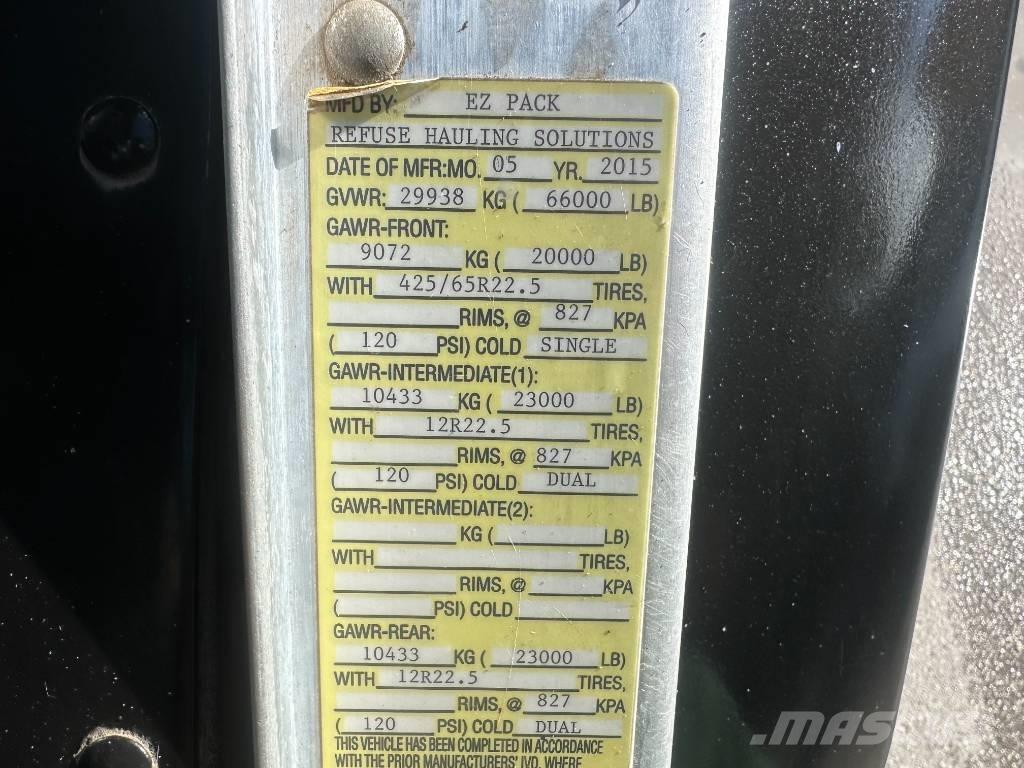 MFD BY: EZ PACK
REFUSE HAULING SOLUTIONS
DATE OF MFR:MO. 05 YR. 2015
GVWR: 29938 KG ( 66000 LB)
GAWR-FRONT:
9072 KG ( 20000 LB)
WITH 425/65R22.5 TIRES,
RIMS, @ 827 KPA
( 120 PSI) COLD SINGLE
GAWR-INTERMEDIATE(1):
10433 KG ( 23000 LB)
WITH 12R22.5 TIRES,
RIMS, @ 827 KPA
( 120 PSI) COLD DUAL
GAWR-INTERMEDIATE(2):
KG ( LB)
WITH TIRES,
RIMS, @ KPA
( PSI) COLD
GAWR-REAR:
10433 KG ( 23000 LB)
WITH 12R22.5 TIRES,
RIMS, @ 827 KPA
( 120 PSI) COLD DUAL
THIS VEHICLE HAS BEEN COMPLETED IN ACCORDANCE
WITH THE PRIOR MANUFACTURERS' IVD, WHERE
MASCUS